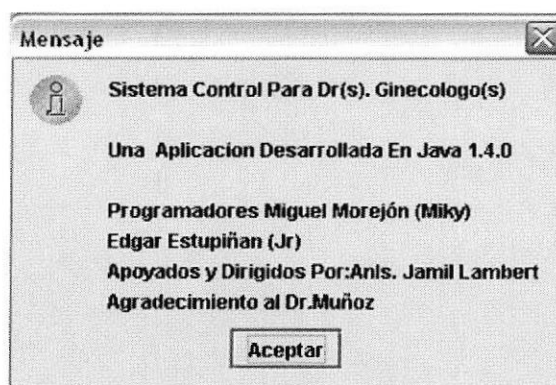 Mensaje
Sistema Control Para Dr(s). Ginecologo(s)
Una Aplicacion Desarrollada En Java 1.4.0
Programadores Miguel Morejón (Miky)
Edgar Estupiñan (Jr)
Apoyados y Dirigidos Por:Anls. Jamil Lambert
Agradecimiento al Dr.Muñoz
Aceptar